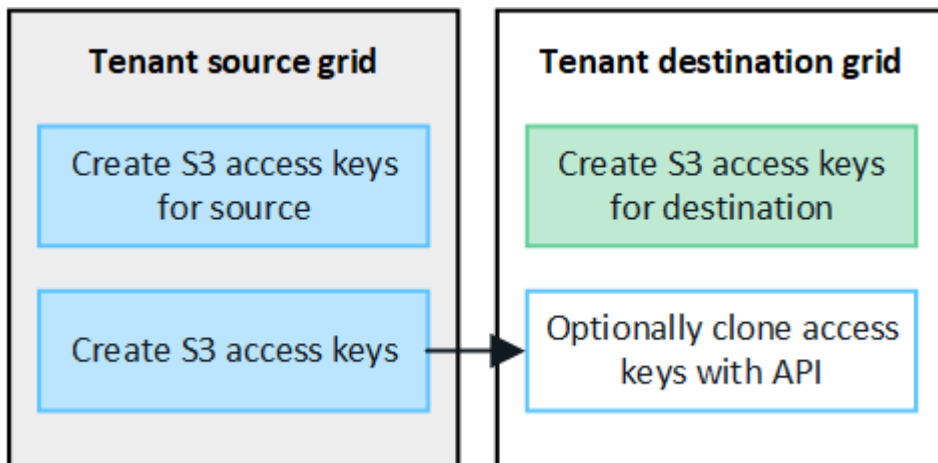 Tenant source grid
Create S3 access keys
for source
Create S3 access keys
Tenant destination grid
Create S3 access keys
for destination
Optionally clone access
keys with API